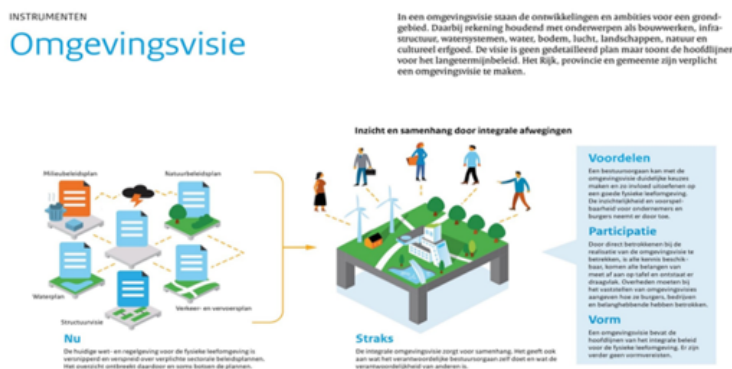 INSTRUMENTEN
Omgevingsvisie
In een omgevingsvisie staan de ontwikkelingen en ambities voor een grond-
gebied. Daarbij rekening houdend met onderwerpen als bouwwerken, infra-
structuur, watersystemen, water, bodem, lucht, landschappen, natuur en
cultureel erfgoed. De visie is geen gedetailleerd plan maar toont de hoofdlijnen
voor het langetermijnbeleid. Het Rijk, provincie en gemeente zijn verplicht
een omgevingsvisie te maken.
Inzicht en samenhang door integrale afwegingen
Milieubeleidsplan
Natuurbeleidsplan
Waterplan
Verkeer- en vervoersplan
Structuurvisie
Nu
De huidige wet- en regelgeving voor de fysieke leefomgeving is
versnipperd en verspreid over verplichte sectorale beleidsplannen.
Het overzicht ontbreekt daardoor en soms botsen de plannen.
Straks
De integrale omgevingsvisie zorgt voor samenhang. Het geeft ook
aan wat het verantwoordelijke bestuursorgaan zelf doet en wat de
verantwoordelijkheid van anderen is.
Voordelen
Een bestuursorgaan kan met de
omgevingsvisie duidelijke keuzes
maken en zo invloed uitoefenen op
een goede fysieke leefomgeving.
De inzichtelijkheid en voorspel-
baarheid voor ondernemers en
burgers neemt er door toe.
Participatie
Door direct betrokkenen bij de
realisatie van de omgevingsvisie te
betrekken, is alle kennis beschik-
baar, komen alle belangen van
meet af aan op tafel en ontstaat er
draagvlak. Overheden moeten bij
het vaststellen van omgevingsvisies
aangeven hoe ze burgers, bedrijven
en belanghebbende hebben betrokken.
Vorm
Een omgevingsvisie bevat de
hoofdlijnen van het integrale beleid
voor de fysieke leefomgeving. Er zijn
verder geen vormvereisten.